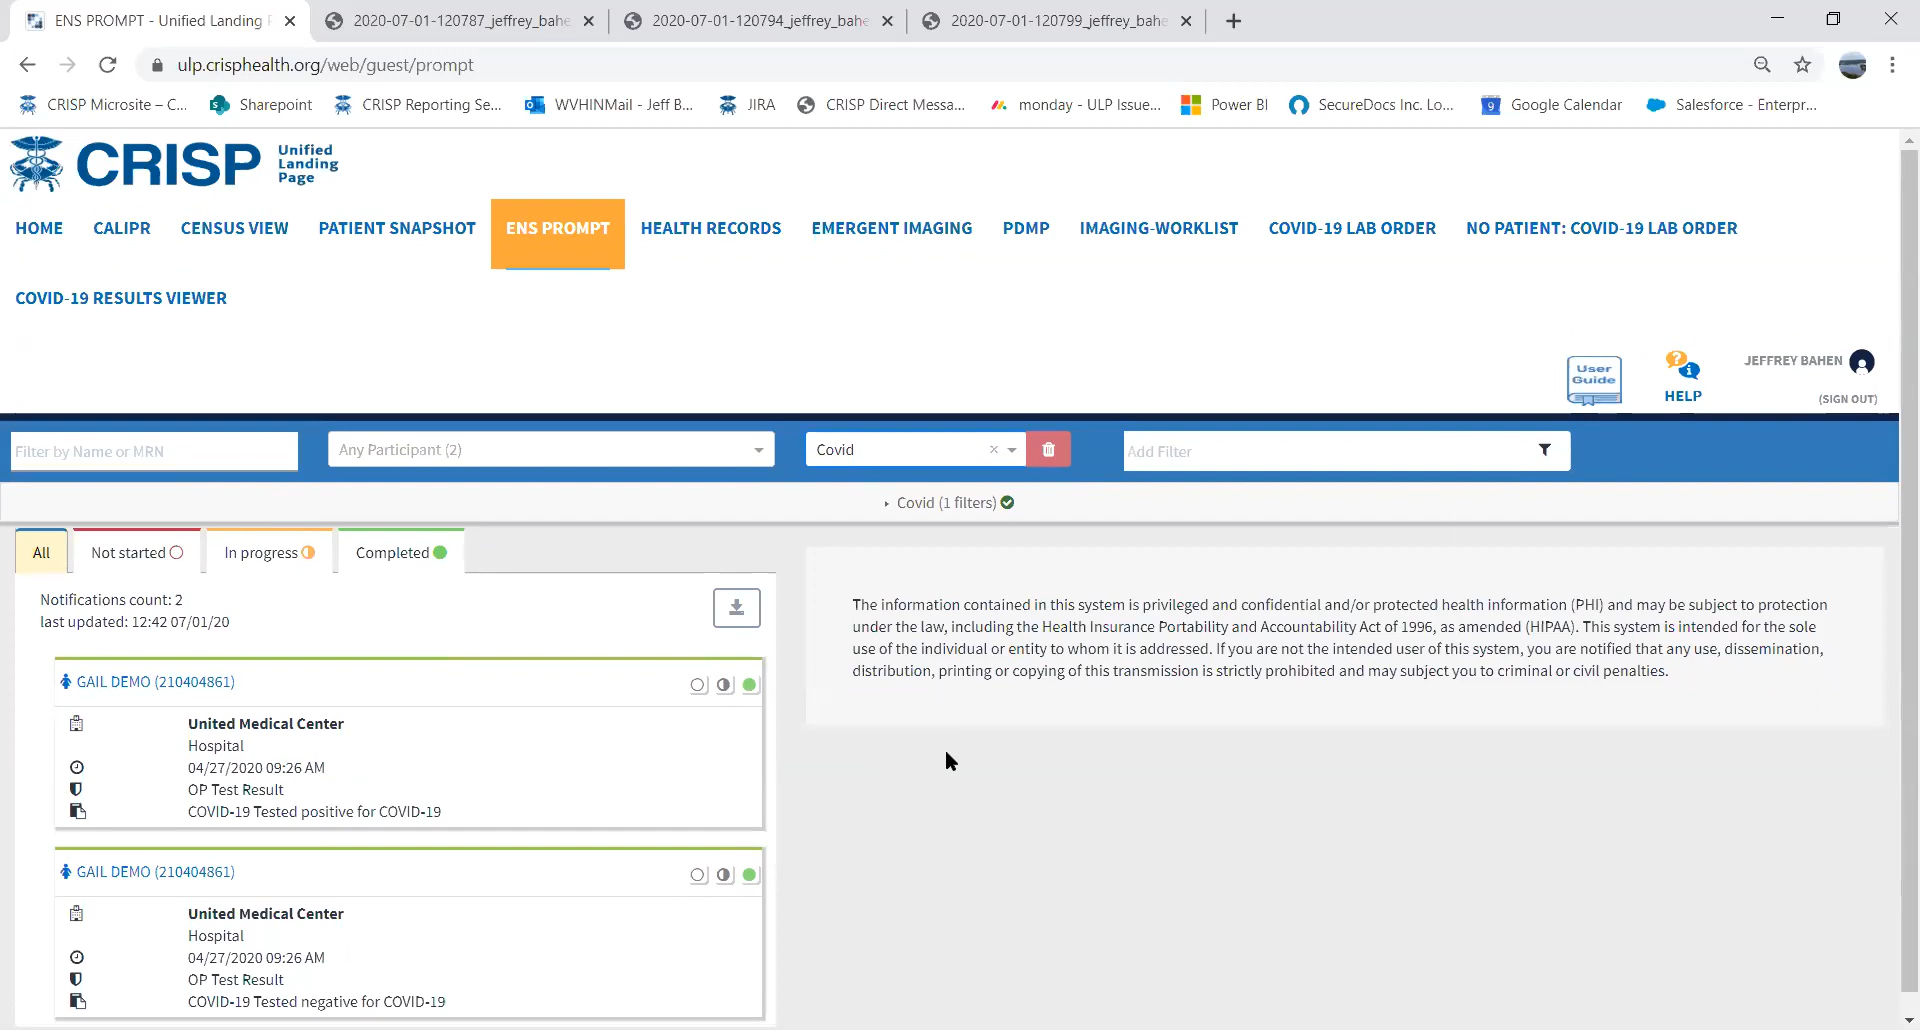 ENS PROMPT - Unified Landing
2020-07-01-120787_jeffrey_bahe
2020-07-01-120794_jeffrey_bahe
2020-07-01-120799_jeffrey_bahe
ulp.crisphealth.org/web/guest/prompt
CRISP Microsite – C...
Sharepoint
CRISP Reporting Se...
WVHINMail - Jeff B...
JIRA
CRISP Direct Messa...
monday - ULP Issue...
Power BI
SecureDocs Inc. Lo...
9
Google Calendar
Salesforce - Enterpr...
CRISP
Unified
Landing
Page
HOME
CALIPR
CENSUS VIEW
PATIENT SNAPSHOT
ENS PROMPT
HEALTH RECORDS
EMERGENT IMAGING
PDMP
IMAGING-WORKLIST
COVID-19 LAB ORDER
NO PATIENT: COVID-19 LAB ORDER
COVID-19 RESULTS VIEWER
User
Guide
HELP
JEFFREY BAHEN
(SIGN OUT)
Filter by Name or MRN
Any Participant (2)
Covid
Add Filter
Covid (1 filters)
All
Not started
In progress
Completed
Notifications count: 2
last updated: 12:42 07/01/20
GAIL DEMO (210404861)
United Medical Center
Hospital
04/27/2020 09:26 AM
OP Test Result
COVID-19 Tested positive for COVID-19
GAIL DEMO (210404861)
United Medical Center
Hospital
04/27/2020 09:26 AM
OP Test Result
COVID-19 Tested negative for COVID-19
The information contained in this system is privileged and confidential and/or protected health information (PHI) and may be subject to protection
under the law, including the Health Insurance Portability and Accountability Act of 1996, as amended (HIPAA). This system is intended for the sole
use of the individual or entity to whom it is addressed. If you are not the intended user of this system, you are notified that any use, dissemination,
distribution, printing or copying of this transmission is strictly prohibited and may subject you to criminal or civil penalties.